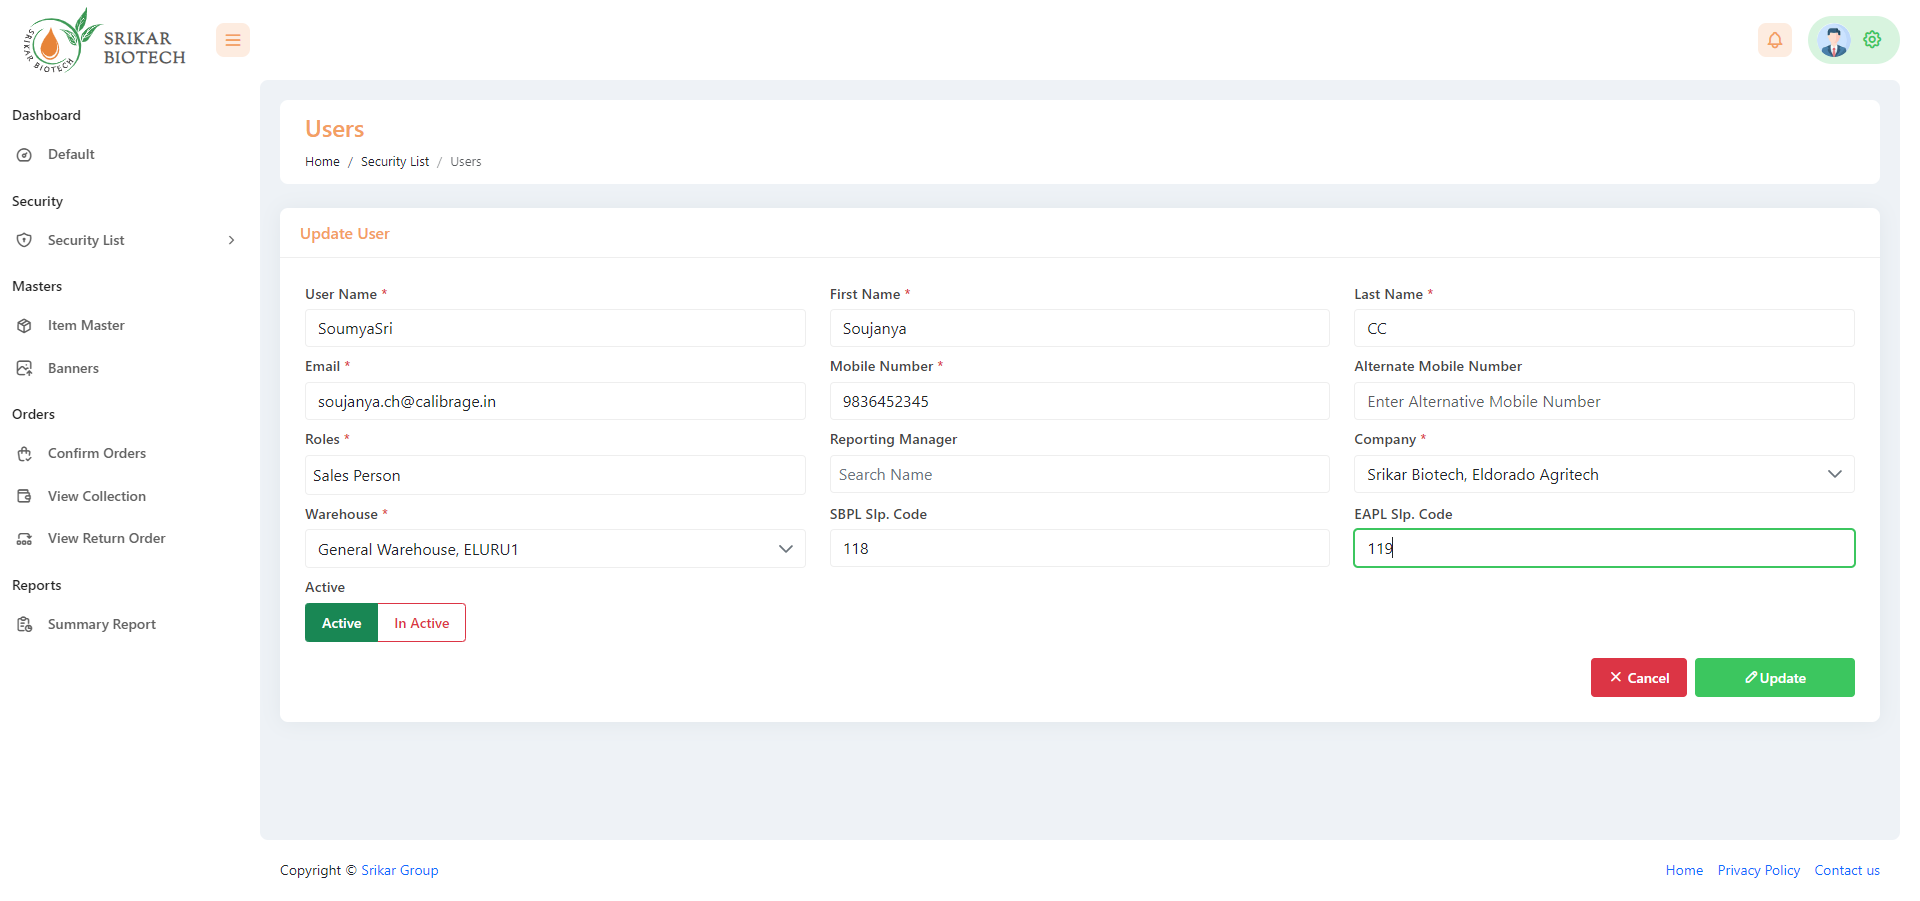 SRIKAR BIOTECH
SRIKAR
BIOTECH
Dashboard
Default
Security
Security List
Masters
Item Master
Banners
Orders
Confirm Orders
View Collection
View Return Order
Reports
Summary Report
Users
Home / Security List / Users
Update User
User Name * First Name * Last Name *
SoumyaSri Soujanya CC
Email * Mobile Number * Alternate Mobile Number
soujanya.ch@calibrage.in 9836452345 Enter Alternative Mobile Number
Roles * Reporting Manager Company *
Sales Person Search Name Srikar Biotech, Eldorado Agritech
Warehouse * SBPL Slp. Code EAPL Slp. Code
General Warehouse, ELURU1 118 119
Active
Active In Active
Cancel Update
Copyright © Srikar Group Home Privacy Policy Contact us